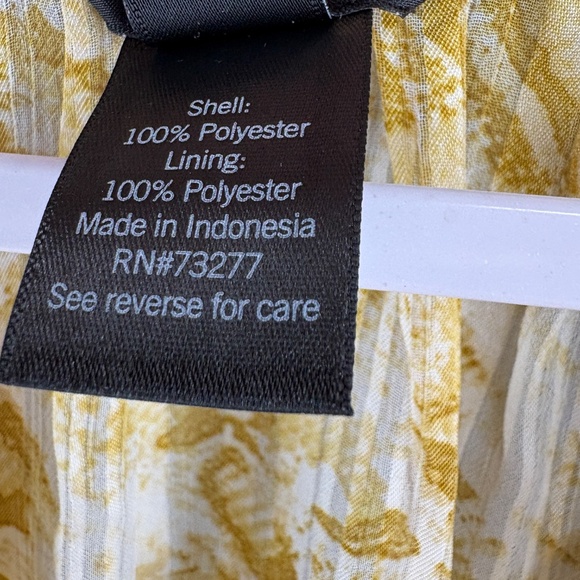 Shell:
100% Polyester
Lining:
100% Polyester
Made in Indonesia
RN#73277
See reverse for care